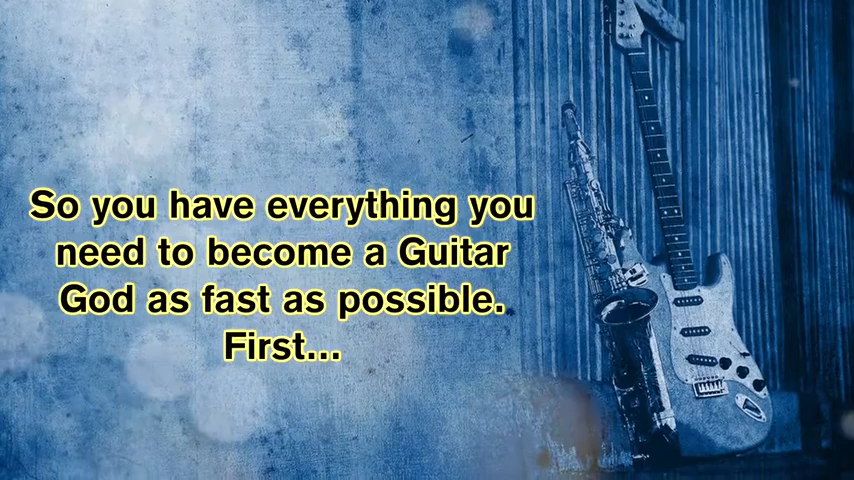 So you have everything you
need to become a Guitar
God as fast as possible.
First...